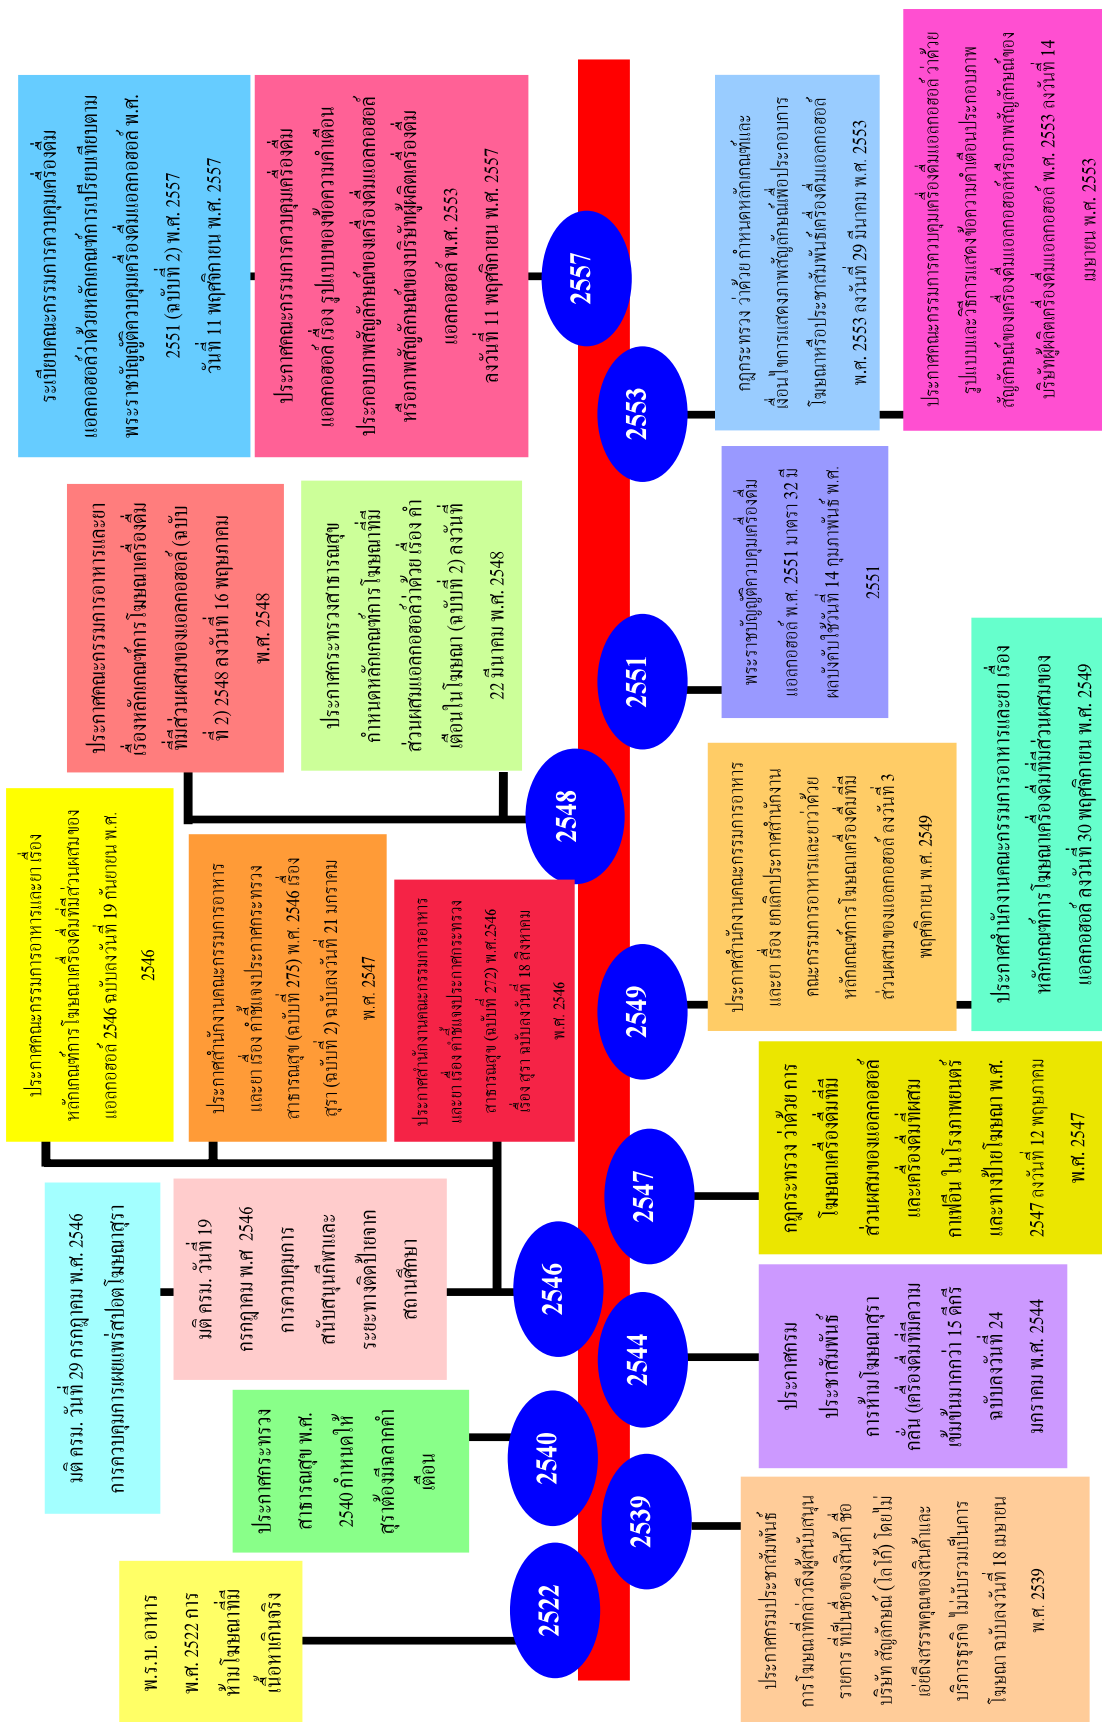 พ.ร.บ. อาหาร
พ.ศ. 2522 การ
ห้ามโฆษณาที่มี
เนื้อหาเกินจริง
2522
ประกาศกรมประชาสัมพันธ์
การโฆษณาที่กล่าวถึงผู้สนับสนุน
รายการ ที่เป็นชื่อของสินค้า ชื่อ
บริษัท สัญลักษณ์ (โลโก้) โดยไม่
เอ่ยถึงสรรพคุณของสินค้าและ
บริการธุรกิจ ไม่นับรวมเป็นการ
โฆษณา ฉบับลงวันที่ 18 เมษายน
พ.ศ. 2539
2539
ประกาศกระทรวง
สาธารณสุข พ.ศ.
2540 กำหนดให้
สุราต้องมีฉลากคำ
เตือน
2540
ประกาศกรม
ประชาสัมพันธ์
การห้ามโฆษณาสุรา
กลั่น (เครื่องดื่มที่มีความ
เข้มข้นมากกว่า 15 ดีกรี
ฉบับลงวันที่ 24
มกราคม พ.ศ. 2544
2544
มติ ครม. วันที่ 29 กรกฎาคม พ.ศ. 2546
การควบคุมการเผยแพร่สปอตโฆษณาสุรา
มติ ครม. วันที่ 19
กรกฎาคม พ.ศ 2546
การควบคุมการ
สนับสนุนกีฬาและ
ระยะทางติดป้ายจาก
สถานศึกษา
2546
ประกาศคณะกรรมการอาหารและยา เรื่อง
หลักเกณฑ์การโฆษณาเครื่องดื่มที่มีส่วนผสมของ
แอลกอฮอล์ 2546 ฉบับลงวันที่ 19 กันยายน พ.ศ.
2546
ประกาศสำนักงานคณะกรรมการอาหาร
และยา เรื่อง คำชี้แจงประกาศกระทรวง
สาธารณสุข (ฉบับที่ 275) พ.ศ. 2546 เรื่อง
สุรา (ฉบับที่ 2) ฉบับลงวันที่ 21 มกราคม
พ.ศ. 2547
ประกาศสำนักงานคณะกรรมการอาหาร
และยา เรื่อง คำชี้แจงประกาศกระทรวง
สาธารณสุข (ฉบับที่ 272) พ.ศ.2546
เรื่อง สุรา ฉบับลงวันที่ 18 สิงหาคม
พ.ศ. 2546
2547
กฎกระทรวง ว่าด้วย การ
โฆษณาเครื่องดื่มที่มี
ส่วนผสมของแอลกอฮอล์
และเครื่องดื่มที่ผสม
กาเฟอีน ในโรงภาพยนตร์
และทางป้ายโฆษณา พ.ศ.
2547 ลงวันที่ 12 พฤษภาคม
พ.ศ. 2547
2548
ประกาศคณะกรรมการอาหารและยา
เรื่องหลักเกณฑ์การโฆษณาเครื่องดื่ม
ที่มีส่วนผสมของแอลกอฮอล์ (ฉบับ
ที่ 2) 2548 ลงวันที่ 16 พฤษภาคม
พ.ศ. 2548
ประกาศกระทรวงสาธารณสุข
กำหนดหลักเกณฑ์การโฆษณาที่มี
ส่วนผสมแอลกอฮอล์ว่าด้วยเรื่อง คำ
เตือนในโฆษณา (ฉบับที่ 2) ลงวันที่
22 มีนาคม พ.ศ. 2548
2549
ประกาศสำนักงานคณะกรรมการอาหาร
และยา เรื่อง ยกเลิกประกาศสำนักงาน
คณะกรรมการอาหารและยาว่าด้วย
หลักเกณฑ์การโฆษณาเครื่องดื่มที่มี
ส่วนผสมของแอลกอฮอล์ ลงวันที่ 3
พฤศจิกายน พ.ศ. 2549
ประกาศสำนักงานคณะกรรมการอาหารและยา เรื่อง
หลักเกณฑ์การโฆษณาเครื่องดื่มที่มีส่วนผสมของ
แอลกอฮอล์ ลงวันที่ 30 พฤศจิกายน พ.ศ. 2549
2551
พระราชบัญญัติควบคุมเครื่องดื่ม
แอลกอฮอล์ พ.ศ. 2551 มาตรา 32 มี
ผลบังคับใช้วันที่ 14 กุมภาพันธ์ พ.ศ.
2551
2553
กฎกระทรวง ว่าด้วย กำหนดหลักเกณฑ์และ
เงื่อนไขการแสดงภาพสัญลักษณ์เพื่อประกอบการ
โฆษณาหรือประชาสัมพันธ์เครื่องดื่มแอลกอฮอล์
พ.ศ. 2553 ลงวันที่ 29 มีนาคม พ.ศ. 2553
ประกาศคณกรรมการควบคุมเครื่องดื่มแอลกอฮอล์ ว่าด้วย
รูปแบบและวิธีการแสดงข้อความคำเตือนประกอบภาพ
สัญลักษณ์ของเครื่องดื่มแอลกอฮอล์หรือภาพสัญลักษณ์ของ
บริษัทผู้ผลิตเครื่องดื่มแอลกอฮอล์ พ.ศ. 2553 ลงวันที่ 14
เมษายน พ.ศ. 2553
2557
ระเบียบคณะกรรมการควบคุมเครื่องดื่ม
แอลกอฮอล์ว่าด้วยหลักเกณฑ์การเปรียบเทียบตาม
พระราชบัญญัติควบคุมเครื่องดื่มแอลกอฮอล์ พ.ศ.
2551 (ฉบับที่ 2) พ.ศ. 2557
วันที่ 11 พฤศจิกายน พ.ศ. 2557
ประกาศคณะกรรมการควบคุมเครื่องดื่ม
แอลกอฮอล์ เรื่อง รูปแบบของข้อความคำเตือน
ประกอบภาพสัญลักษณ์ของเครื่องดื่มแอลกอฮอล์
หรือภาพสัญลักษณ์ของบริษัทผู้ผลิตเครื่องดื่ม
แอลกอฮอล์ พ.ศ. 2553
ลงวันที่ 11 พฤศจิกายน พ.ศ. 2557